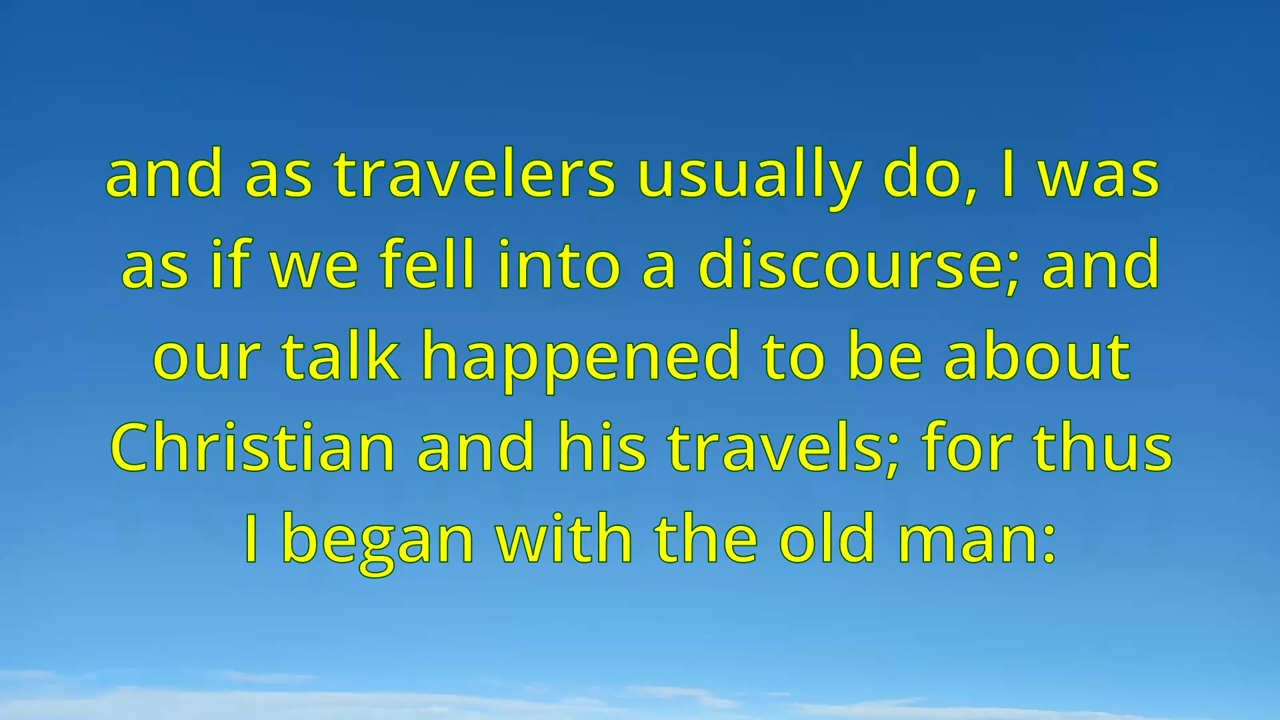 and as travelers usually do, I was
as if we fell into a discourse; and
our talk happened to be about
Christian and his travels; for thus
I began with the old man: